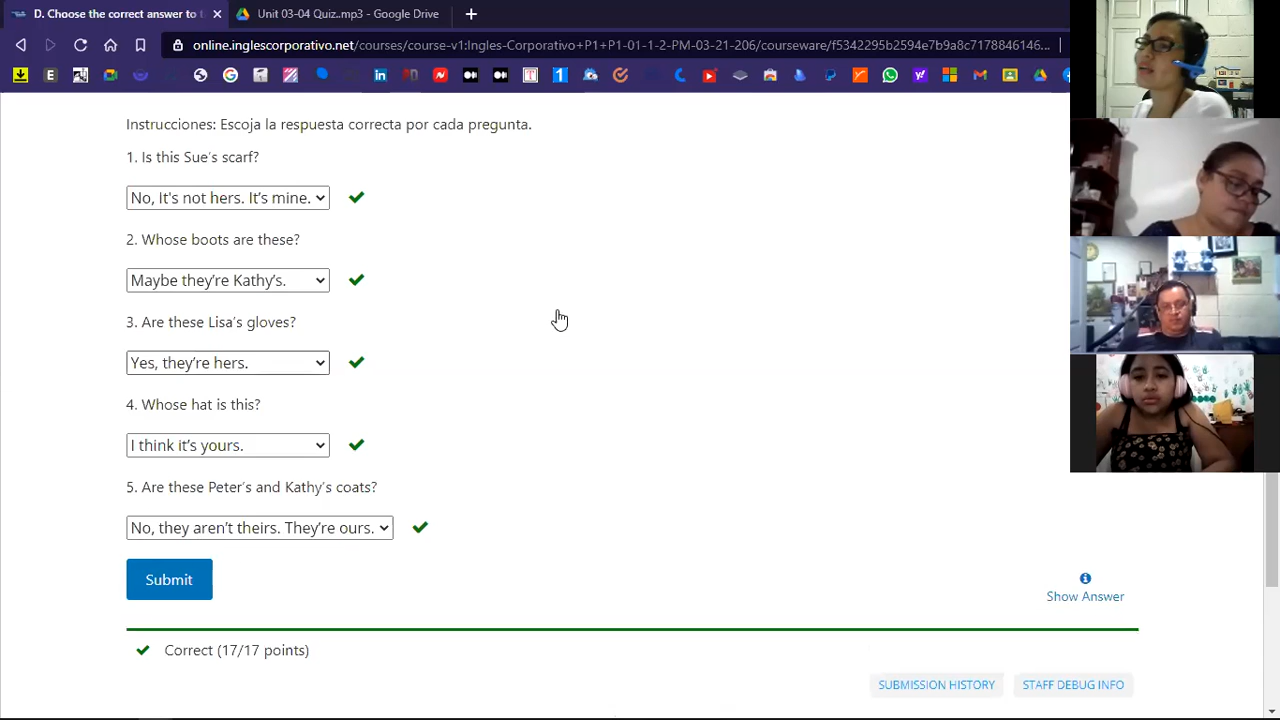 D. Choose the correct answer to t
Unit 03-04 Quiz..mp3 - Google Drive
online.inglescorporativo.net/courses/course-v1:Ingles-Corporativo+P1+P1-01-1-2-PM-03-21-206/courseware/f5342295b2594e7b9a8c7178846146...
Instrucciones: Escoja la respuesta correcta por cada pregunta.
1. Is this Sue's scarf?
No, It's not hers. It’s mine.
2. Whose boots are these?
Maybe they’re Kathy’s.
3. Are these Lisa’s gloves?
Yes, they’re hers.
4. Whose hat is this?
I think it’s yours.
5. Are these Peter’s and Kathy’s coats?
No, they aren’t theirs. They’re ours.
Submit
Show Answer
Correct (17/17 points)
SUBMISSION HISTORY
STAFF DEBUG INFO